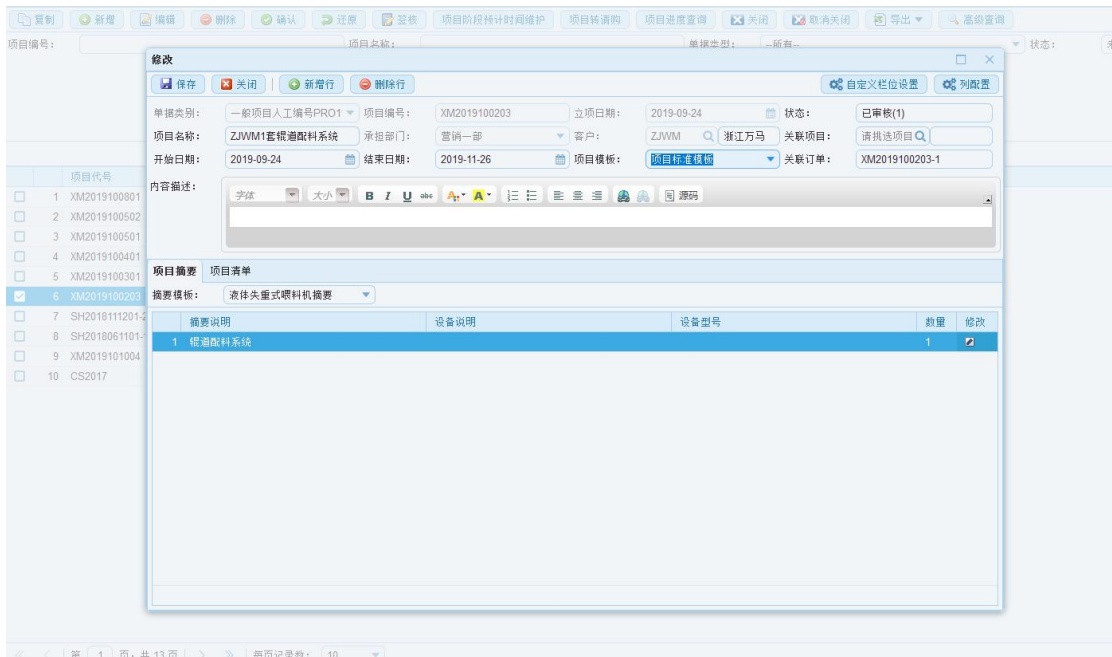 复制 新增 编辑 删除 确认 还原 签核 项目阶段预计时间维护 项目转请购 项目进度查询 关闭 取消关闭 导出 高级查询
项目编号: 项目名称: 单据类型: --所有-- 状态:
修改
保存 关闭 新增行 删除行 自定义栏位设置 列配置
单据类别: 一般项目人工编号PRO1 项目编号: XM2019100203 立项日期: 2019-09-24 状态: 已审核(1)
项目名称: ZJWM1套辊道配料系统 承担部门: 营销一部 客户: ZJWM 浙江万马 关联项目: 请挑选项目
开始日期: 2019-09-24 结束日期: 2019-11-26 项目模板: 项目标准模板 关联订单: XM2019100203-1
内容描述:
字体 大小 B I U abc A A 源码
项目摘要 项目清单
摘要模板: 液体失重式喂料机摘要
摘要说明 设备说明 设备型号 数量 修改
1 辊道配料系统 1
项目代号
1 XM2019100801
2 XM2019100502
3 XM2019100501
4 XM2019100401
5 XM2019100301
6 XM2019100203
7 SH2018111201-2
8 SH2018061101-
9 XM2019101004
10 CS2017
第 1 页,共 13 页 每页记录数: 10